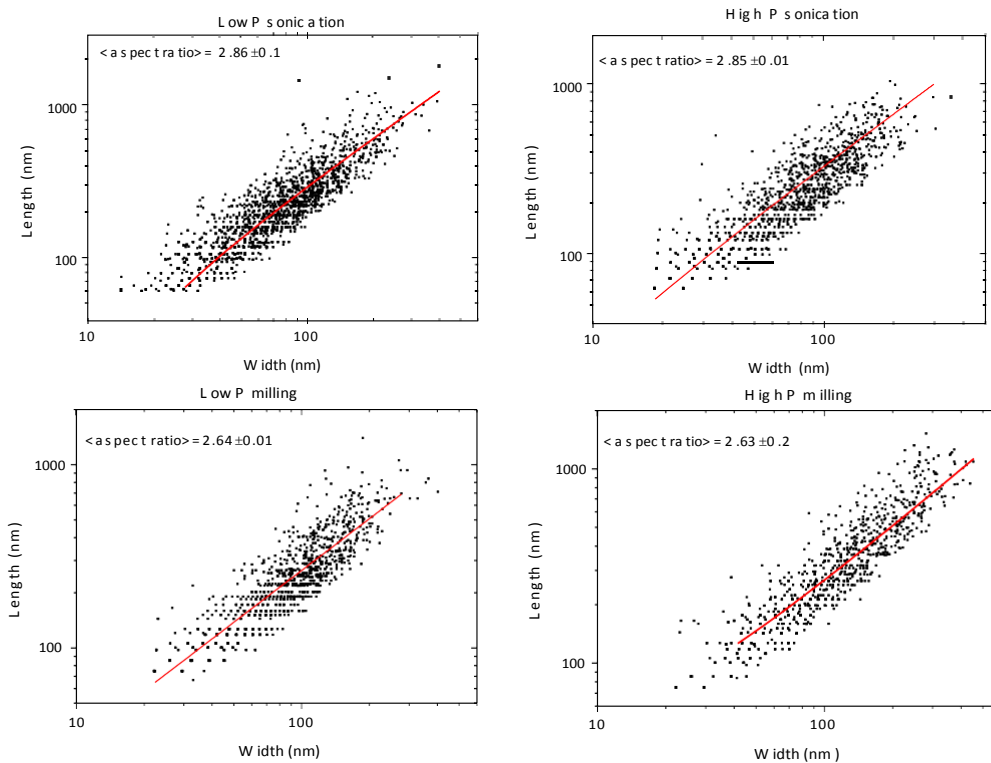 Low P sonication
<aspect ratio> = 2.86 ±0.1
1000
100
10
100
Length (nm)
Width (nm)
High P sonication
<aspect ratio> = 2.85 ±0.01
1000
100
10
100
Length (nm)
Width (nm)
Low P milling
<aspect ratio> = 2.64 ±0.01
1000
100
10
100
Length (nm)
Width (nm)
High P milling
<aspect ratio> = 2.63 ±0.2
1000
100
10
100
Length (nm)
Width (nm)